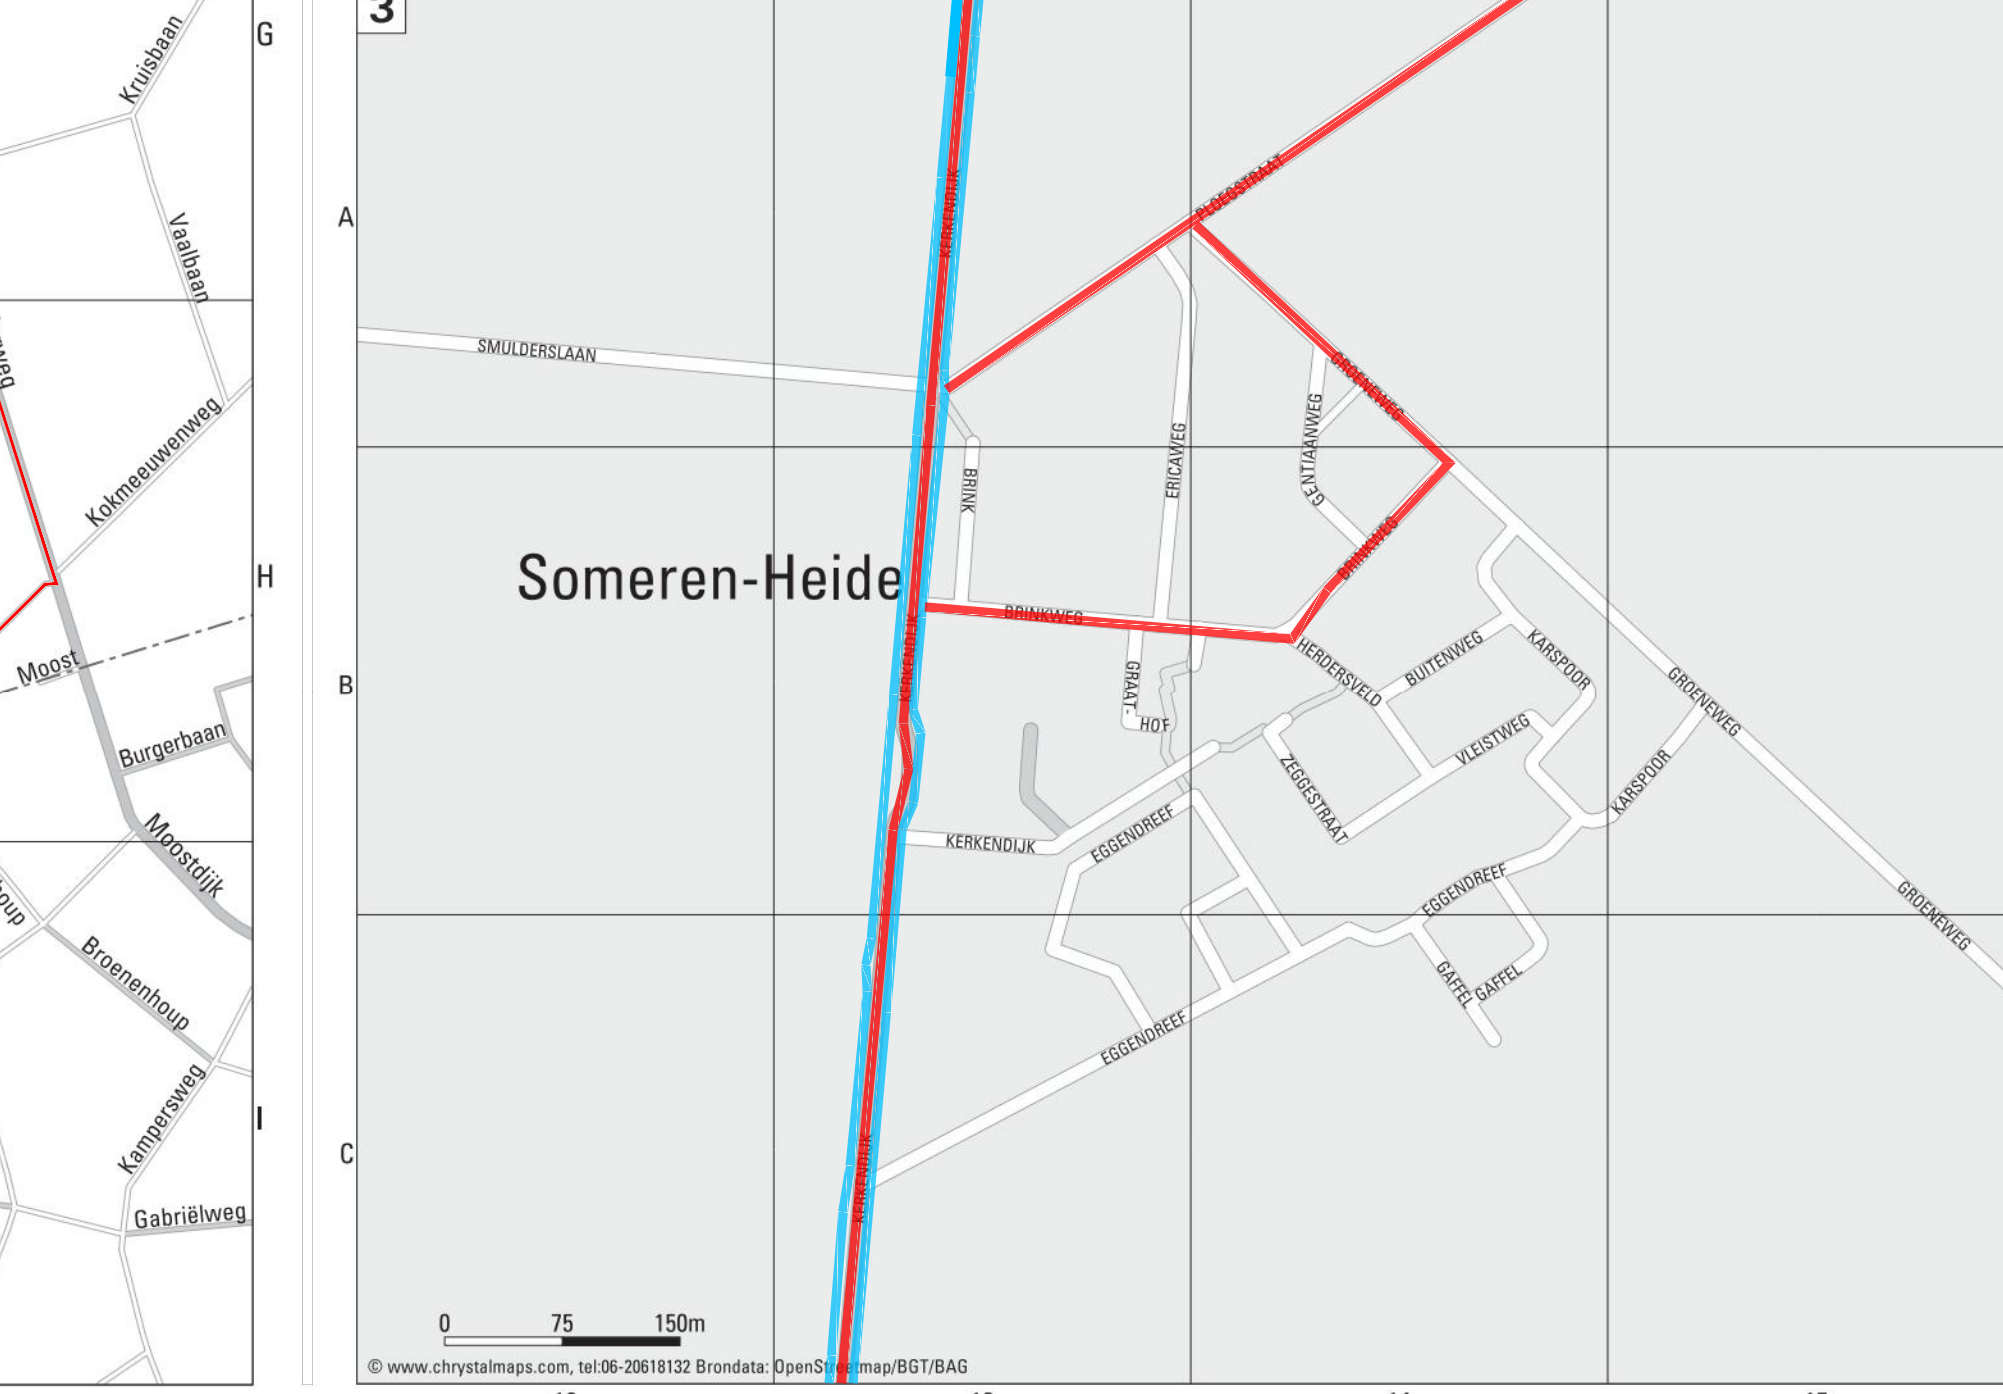 Kruisbaan
Vaalbaan
Kokmeeuwenweg
Moost
Burgerbaan
Moostdijk
Broenenhoup
Kampersweg
Gabriëlweg
G
H
I
3
A
B
C
KERKENDIJK
PLOEGSTRAAT
SMULDERSLAAN
GROENEWEG
GENTIAANWEG
ERICAWEG
BRINK
BRINKWEG
Someren-Heide
BRINKWEG
KERKENDIJK
HERDERSVELD
BUITENWEG
KARSPOOR
GROENEWEG
GRAAT-
HOF
VLEISTWEG
ZEGGESTRAAT
KARSPOOR
KERKENDIJK
EGGENDREEF
EGGENDREEF
GROENEWEG
GAFFEL
GAFFEL
EGGENDREEF
KERKENDIJK
0 75 150m
© www.chrystalmaps.com, tel:06-20618132 Brondata: OpenStreetmap/BGT/BAG